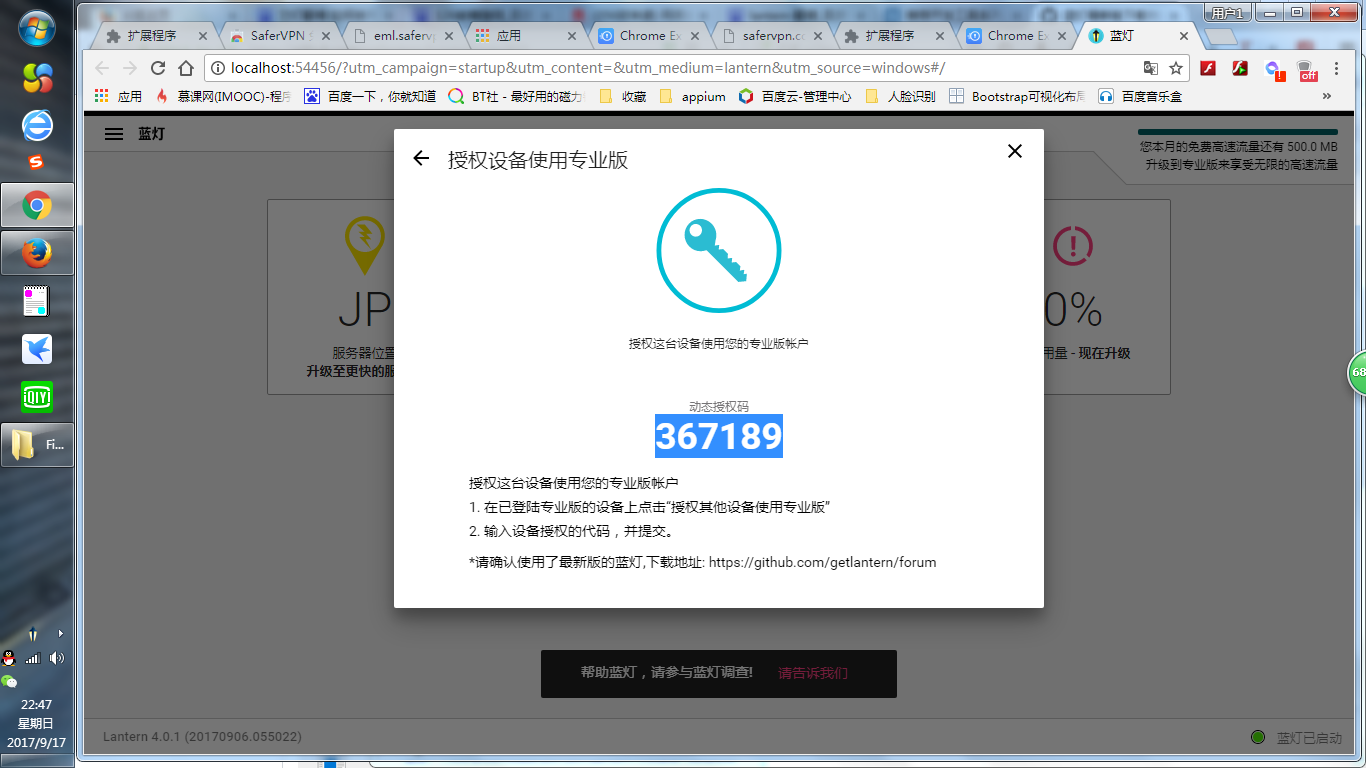 用户1
扩展程序
SaferVPN
eml.saferv
应用
Chrome Ex
safervpn.co
扩展程序
Chrome Ex
蓝灯
localhost:54456/?utm_campaign=startup&utm_content=&utm_medium=lantern&utm_source=windows#/
off
应用
慕课网(IMOOC)-程序
百度一下，你就知道
BT社 - 最好用的磁力
收藏
appium
百度云-管理中心
人脸识别
Bootstrap可视化布局
百度音乐盒
»
蓝灯
您本月的免费高速流量还有 500.0 MB
升级到专业版来享受无限的高速流量
授权设备使用专业版
JP
服务器位置
升级至更快的服
0%
用量 - 现在升级
授权这台设备使用您的专业版帐户
动态授权码
367189
授权这台设备使用您的专业版帐户
1. 在已登陆专业版的设备上点击“授权其他设备使用专业版”
2. 输入设备授权的代码，并提交。
*请确认使用了最新版的蓝灯,下载地址: https://github.com/getlantern/forum
帮助蓝灯，请参与蓝灯调查!
请告诉我们
Lantern 4.0.1 (20170906.055022)
蓝灯已启动
68
iQIYI
Fi...
22:47
星期日
2017/9/17